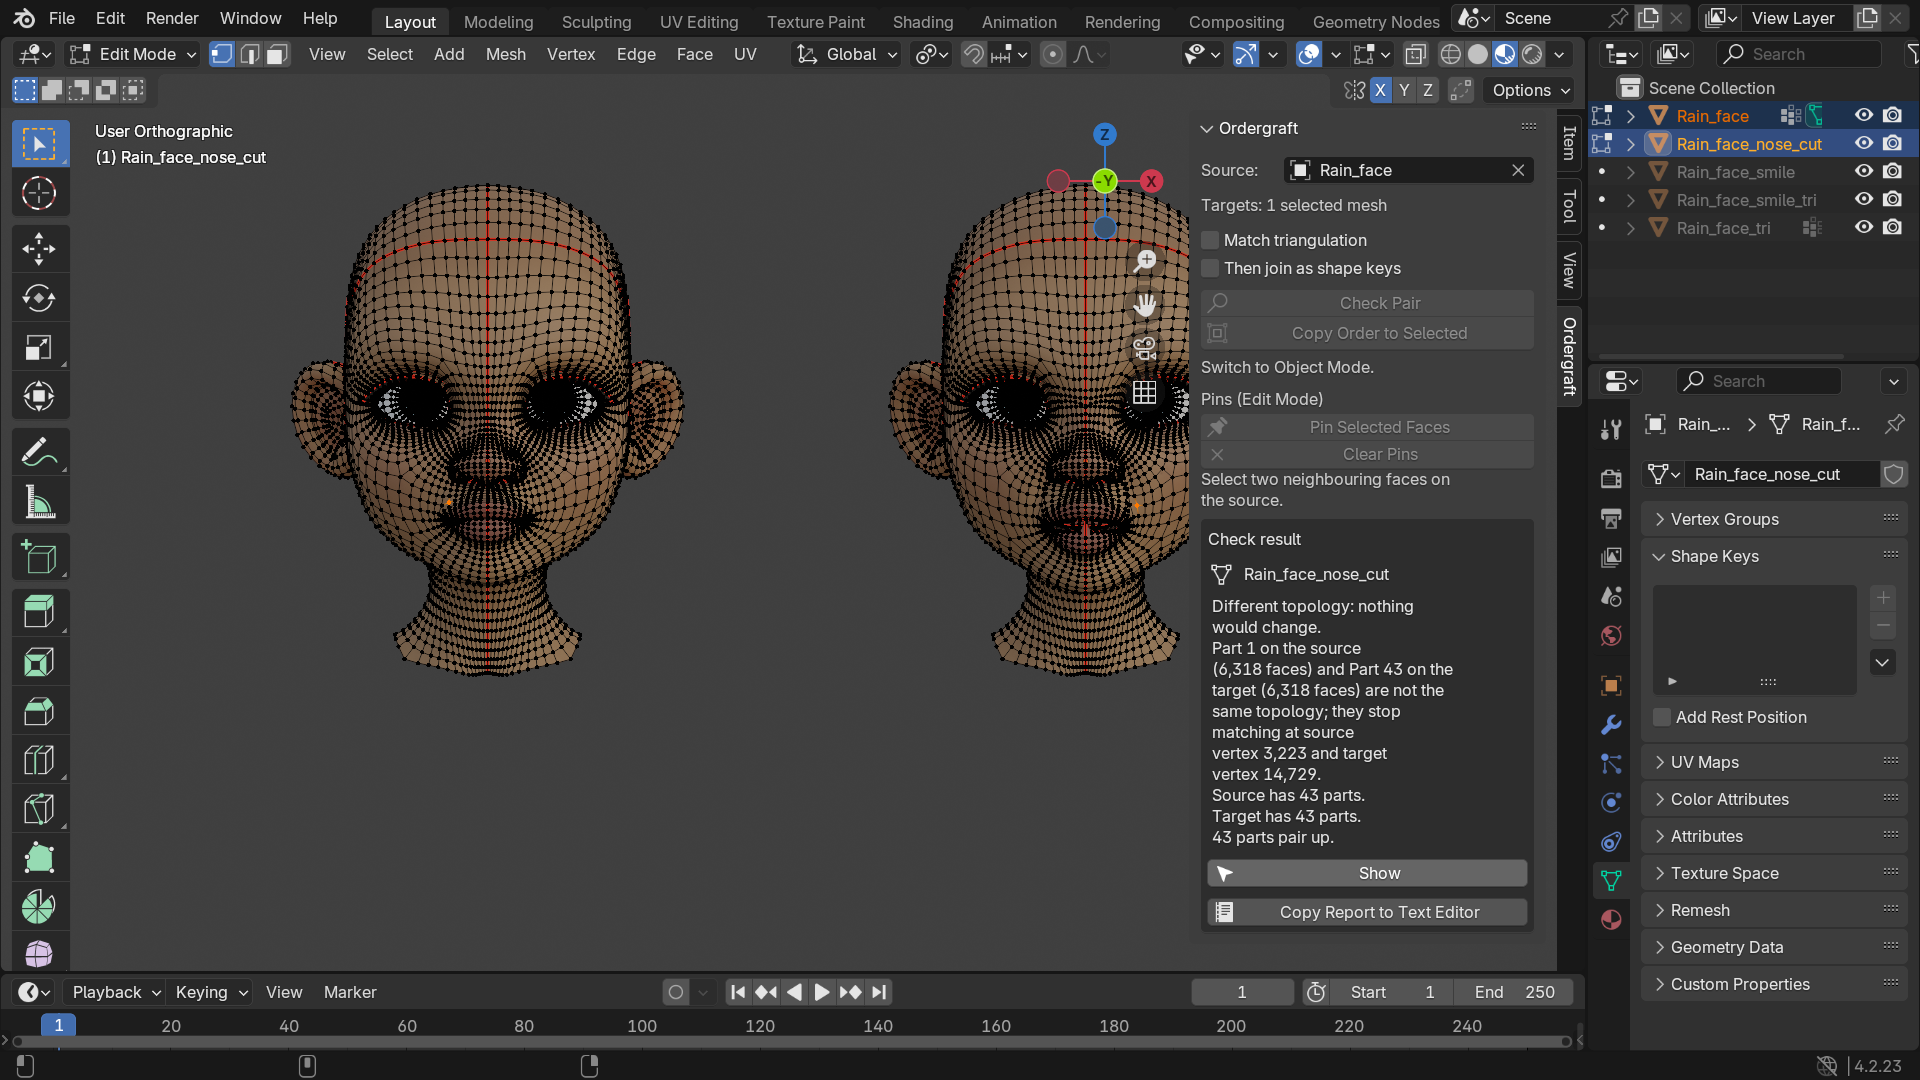 File Edit Render Window Help
Layout Modeling Sculpting UV Editing Texture Paint Shading Animation Rendering Compositing Geometry Nodes
Scene
View Layer
Edit Mode View Select Add Mesh Vertex Edge Face UV Global
Search
X Y Z Options
Scene Collection
Rain_face
Rain_face_nose_cut
Rain_face_smile
Rain_face_smile_tri
Rain_face_tri
User Orthographic
(1) Rain_face_nose_cut
Z
-Y
X
Ordergraft
Source: Rain_face
Targets: 1 selected mesh
Match triangulation
Then join as shape keys
Check Pair
Copy Order to Selected
Switch to Object Mode.
Pins (Edit Mode)
Pin Selected Faces
Clear Pins
Select two neighbouring faces on
the source.
Check result
Rain_face_nose_cut
Different topology: nothing
would change.
Part 1 on the source
(6,318 faces) and Part 43 on the
target (6,318 faces) are not the
same topology; they stop
matching at source
vertex 3,223 and target
vertex 14,729.
Source has 43 parts.
Target has 43 parts.
43 parts pair up.
Show
Copy Report to Text Editor
Item
Tool
View
Ordergraft
Search
Rain_... Rain_f...
Rain_face_nose_cut
Vertex Groups
Shape Keys
Add Rest Position
UV Maps
Color Attributes
Attributes
Texture Space
Remesh
Geometry Data
Custom Properties
Playback Keying View Marker
1 Start 1 End 250
1 20 40 60 80 100 120 140 160 180 200 220 240
4.2.23